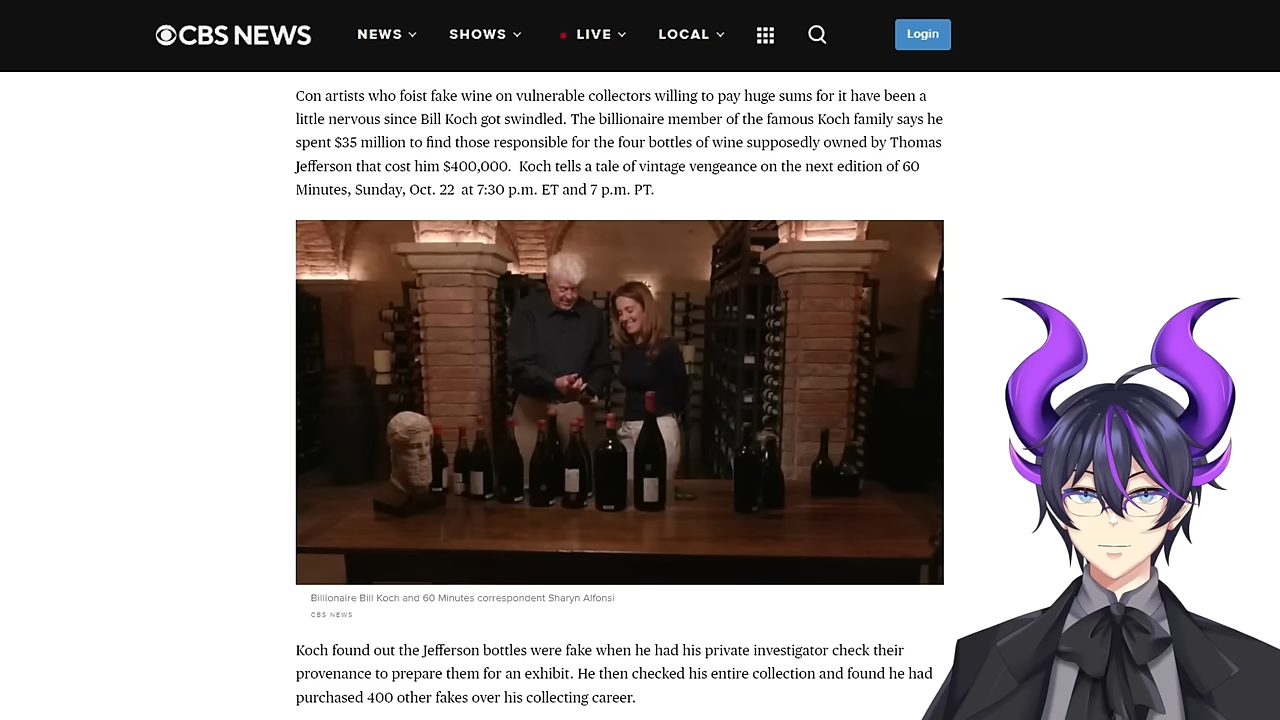 CBS NEWS
NEWS
SHOWS
LIVE
LOCAL
Login
Con artists who foist fake wine on vulnerable collectors willing to pay huge sums for it have been a
little nervous since Bill Koch got swindled. The billionaire member of the famous Koch family says he
spent $35 million to find those responsible for the four bottles of wine supposedly owned by Thomas
Jefferson that cost him $400,000.  Koch tells a tale of vintage vengeance on the next edition of 60
Minutes, Sunday, Oct. 22  at 7:30 p.m. ET and 7 p.m. PT.
Billionaire Bill Koch and 60 Minutes correspondent Sharyn Alfonsi
CBS NEWS
Koch found out the Jefferson bottles were fake when he had his private investigator check their
provenance to prepare them for an exhibit. He then checked his entire collection and found he had
purchased 400 other fakes over his collecting career.